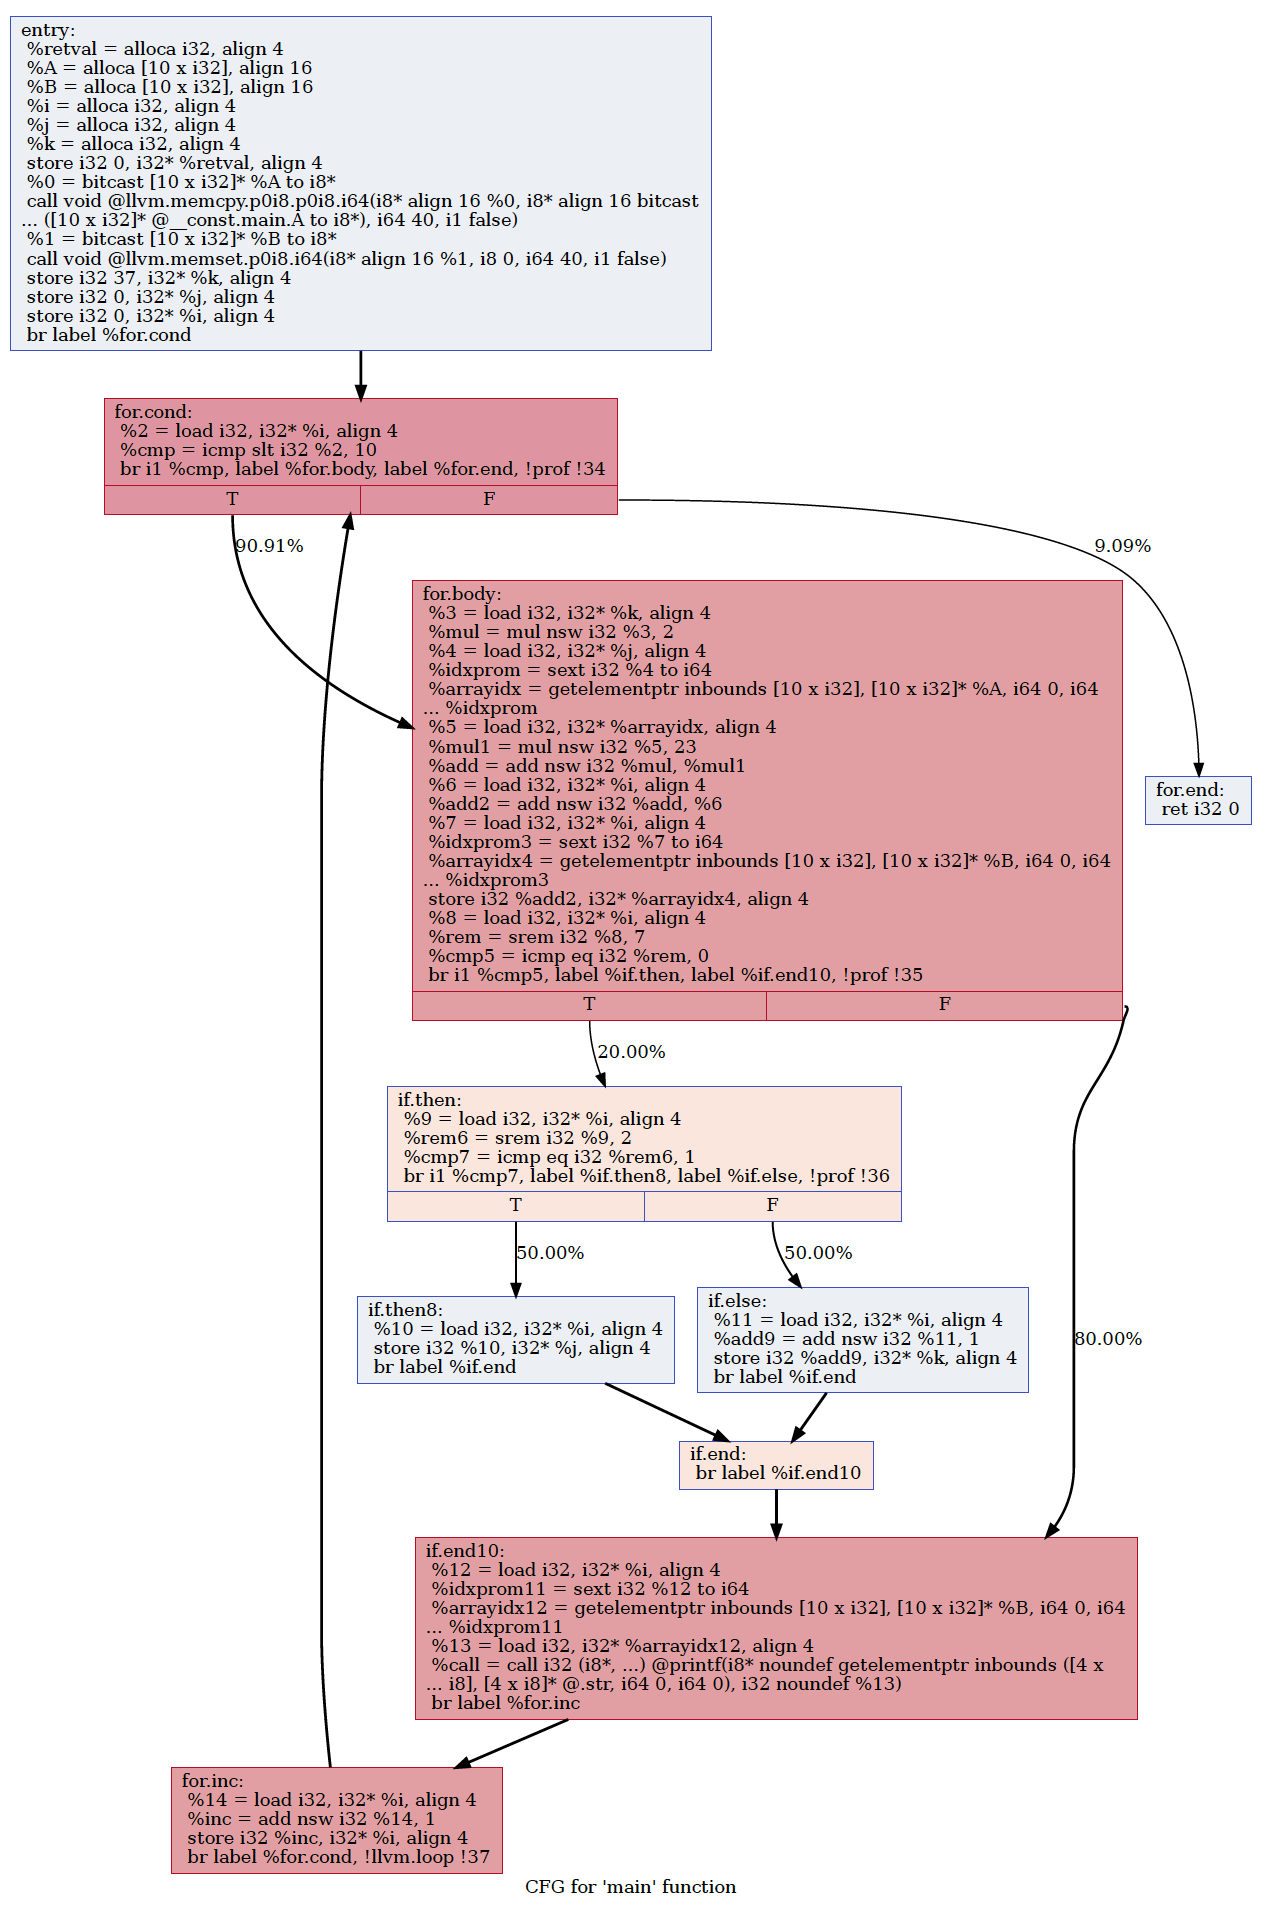 entry:
%retval = alloca i32, align 4
%A = alloca [10 x i32], align 16
%B = alloca [10 x i32], align 16
%i = alloca i32, align 4
%j = alloca i32, align 4
%k = alloca i32, align 4
store i32 0, i32* %retval, align 4
%0 = bitcast [10 x i32]* %A to i8*
call void @llvm.memcpy.p0i8.p0i8.i64(i8* align 16 %0, i8* align 16 bitcast
... ([10 x i32]* @__const.main.A to i8*), i64 40, i1 false)
%1 = bitcast [10 x i32]* %B to i8*
call void @llvm.memset.p0i8.i64(i8* align 16 %1, i8 0, i64 40, i1 false)
store i32 37, i32* %k, align 4
store i32 0, i32* %j, align 4
store i32 0, i32* %i, align 4
br label %for.cond
for.cond:
%2 = load i32, i32* %i, align 4
%cmp = icmp slt i32 %2, 10
br i1 %cmp, label %for.body, label %for.end, !prof !34
T
F
90.91%
9.09%
for.body:
%3 = load i32, i32* %k, align 4
%mul = mul nsw i32 %3, 2
%4 = load i32, i32* %j, align 4
%idxprom = sext i32 %4 to i64
%arrayidx = getelementptr inbounds [10 x i32], [10 x i32]* %A, i64 0, i64
... %idxprom
%5 = load i32, i32* %arrayidx, align 4
%mul1 = mul nsw i32 %5, 23
%add = add nsw i32 %mul, %mul1
%6 = load i32, i32* %i, align 4
%add2 = add nsw i32 %add, %6
%7 = load i32, i32* %i, align 4
%idxprom3 = sext i32 %7 to i64
%arrayidx4 = getelementptr inbounds [10 x i32], [10 x i32]* %B, i64 0, i64
... %idxprom3
store i32 %add2, i32* %arrayidx4, align 4
%8 = load i32, i32* %i, align 4
%rem = srem i32 %8, 7
%cmp5 = icmp eq i32 %rem, 0
br i1 %cmp5, label %if.then, label %if.end10, !prof !35
T
F
for.end:
ret i32 0
20.00%
if.then:
%9 = load i32, i32* %i, align 4
%rem6 = srem i32 %9, 2
%cmp7 = icmp eq i32 %rem6, 1
br i1 %cmp7, label %if.then8, label %if.else, !prof !36
T
F
50.00%
50.00%
if.then8:
%10 = load i32, i32* %i, align 4
store i32 %10, i32* %j, align 4
br label %if.end
if.else:
%11 = load i32, i32* %i, align 4
%add9 = add nsw i32 %11, 1
store i32 %add9, i32* %k, align 4
br label %if.end
80.00%
if.end:
br label %if.end10
if.end10:
%12 = load i32, i32* %i, align 4
%idxprom11 = sext i32 %12 to i64
%arrayidx12 = getelementptr inbounds [10 x i32], [10 x i32]* %B, i64 0, i64
... %idxprom11
%13 = load i32, i32* %arrayidx12, align 4
%call = call i32 (i8*, ...) @printf(i8* noundef getelementptr inbounds ([4 x
... i8], [4 x i8]* @.str, i64 0, i64 0), i32 noundef %13)
br label %for.inc
for.inc:
%14 = load i32, i32* %i, align 4
%inc = add nsw i32 %14, 1
store i32 %inc, i32* %i, align 4
br label %for.cond, !llvm.loop !37
CFG for 'main' function